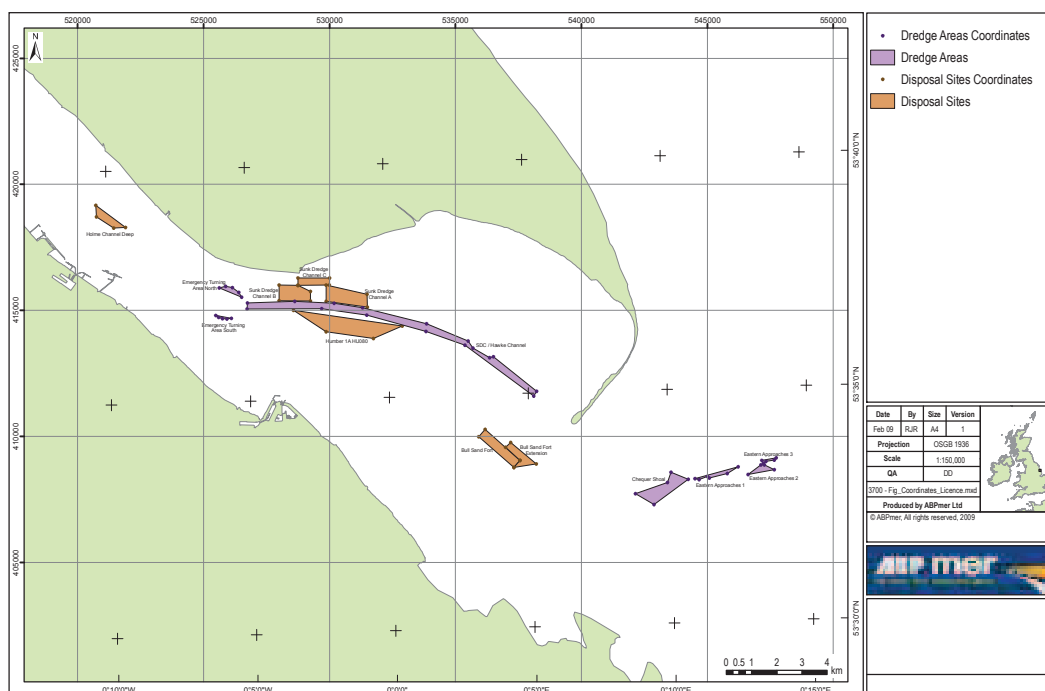 520000 525000 530000 535000 540000 545000 550000
N
425000
420000
415000
410000
405000
53°40'0"N
53°35'0"N
53°30'0"N
Holme Channel Deep
Emergency Turning
Area North
Sunk Dredge
Channel B
Sunk Dredge
Channel C
Sunk Dredge
Channel A
Emergency Turning
Area South
Humber 1A HU080
SDC / Hawke Channel
Bull Sand Fort
Bull Sand Fort
Extension
Chequer Shoal
Eastern Approaches 1
Eastern Approaches 3
Eastern Approaches 2
0 0.5 1 2 3 4
km
0°10'0"W 0°5'0"W 0°0'0" 0°5'0"E 0°10'0"E 0°15'0"E
Dredge Areas Coordinates
Dredge Areas
Disposal Sites Coordinates
Disposal Sites
Date By Size Version
Feb 09 RJR A4 1
Projection OSGB 1936
Scale 1:150,000
QA DD
3700 - Fig_Coordinates_Licence.mxd
Produced by ABPmer Ltd
© ABPmer, All rights reserved, 2009
ABP mer